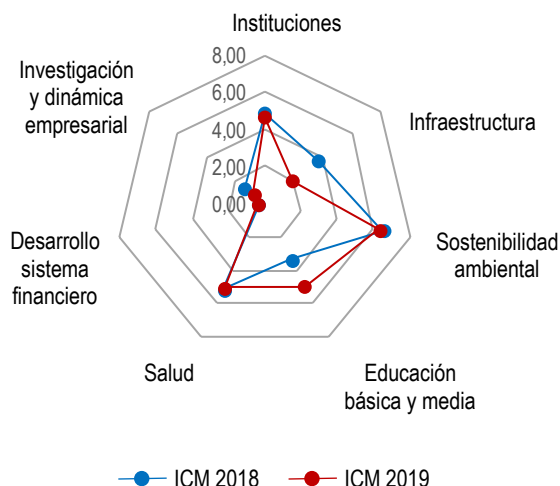 Instituciones
8,00
6,00
4,00
2,00
0,00
Investigación
y dinámica
empresarial
Infraestructura
Desarrollo
sistema
financiero
Sostenibilidad
ambiental
Salud
Educación
básica y media
ICM 2018
ICM 2019